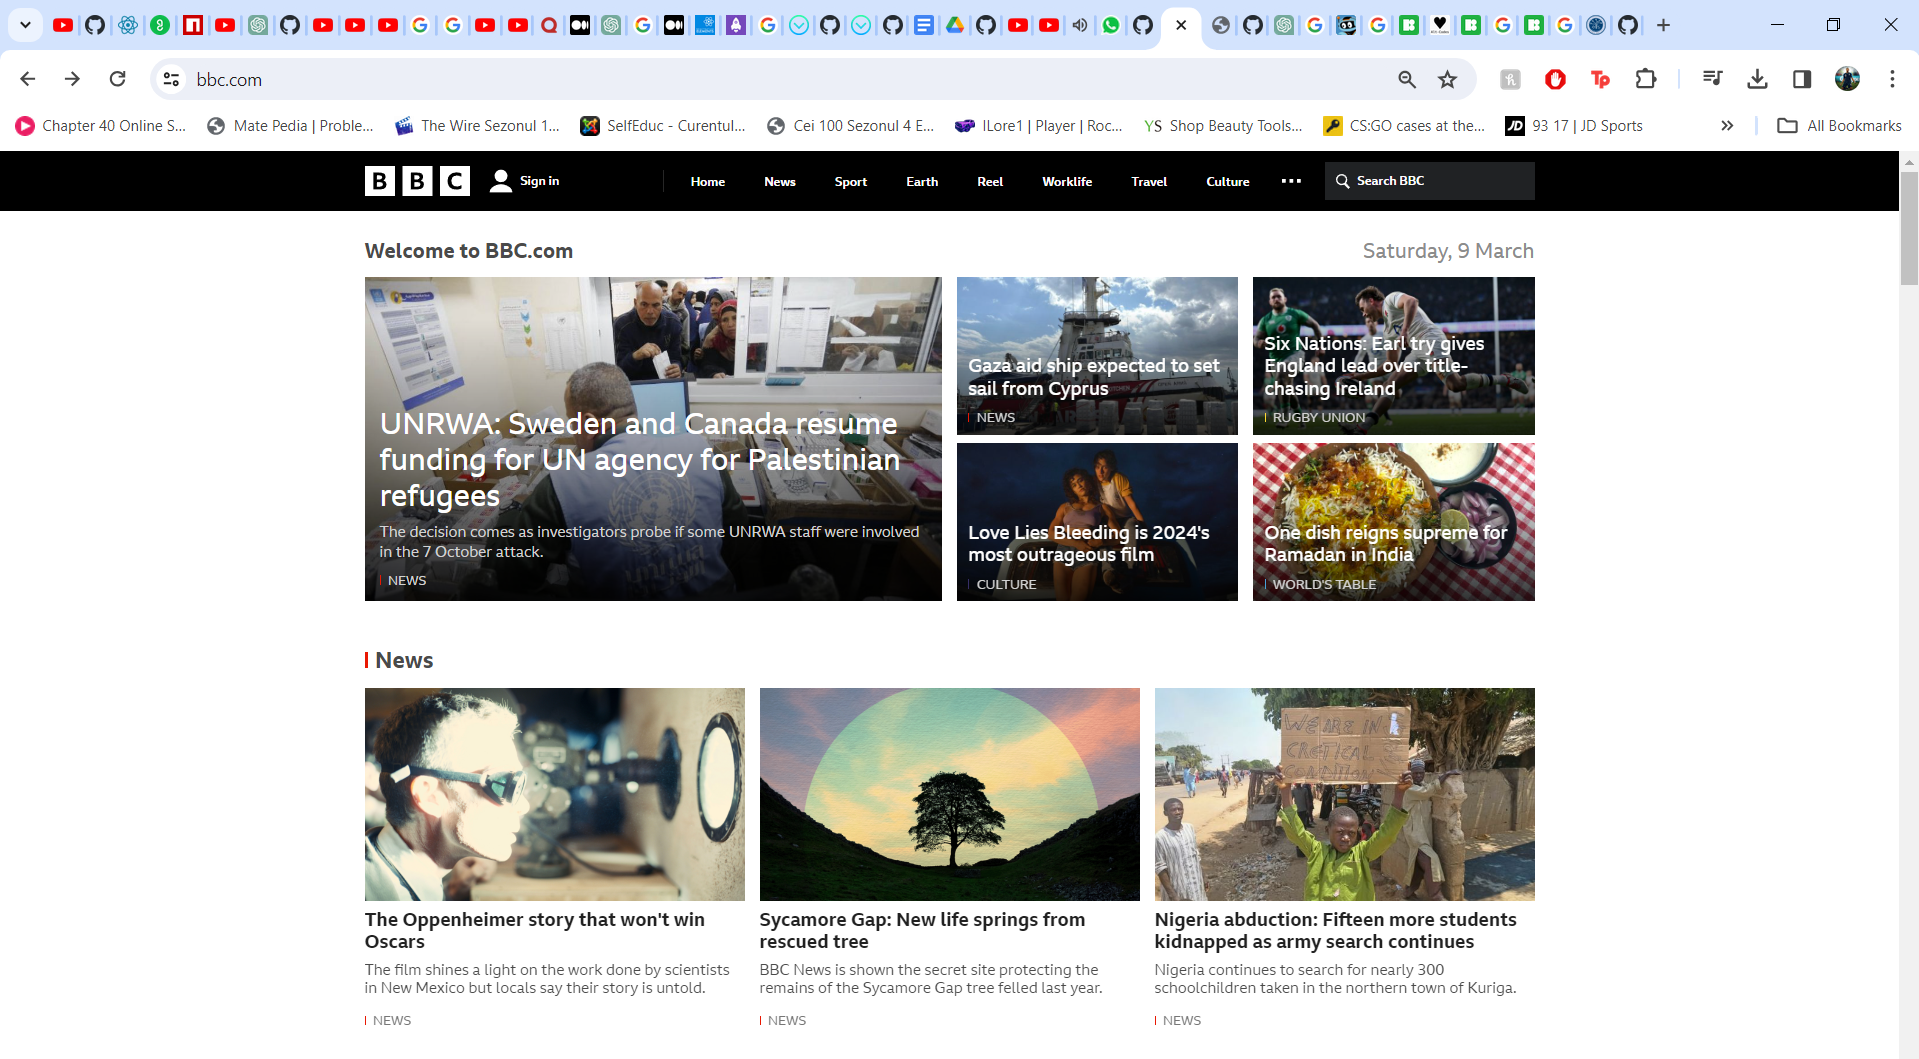 bbc.com
Chapter 40 Online S...
Mate Pedia | Proble...
The Wire Sezonul 1...
SelfEduc - Curentul...
Cei 100 Sezonul 4 E...
ILore1 | Player | Roc...
YS Shop Beauty Tools...
CS:GO cases at the...
JD 93 17 | JD Sports
All Bookmarks
BBC
Sign in
Home
News
Sport
Earth
Reel
Worklife
Travel
Culture
Search BBC
Welcome to BBC.com
Saturday, 9 March
UNRWA: Sweden and Canada resume
funding for UN agency for Palestinian
refugees
The decision comes as investigators probe if some UNRWA staff were involved
in the 7 October attack.
NEWS
Gaza aid ship expected to set
sail from Cyprus
NEWS
Six Nations: Earl try gives
England lead over title-
chasing Ireland
RUGBY UNION
Love Lies Bleeding is 2024's
most outrageous film
CULTURE
One dish reigns supreme for
Ramadan in India
WORLD'S TABLE
News
WE ARE IN
CRETICAL
CONDITION
The Oppenheimer story that won't win
Oscars
The film shines a light on the work done by scientists
in New Mexico but locals say their story is untold.
NEWS
Sycamore Gap: New life springs from
rescued tree
BBC News is shown the secret site protecting the
remains of the Sycamore Gap tree felled last year.
NEWS
Nigeria abduction: Fifteen more students
kidnapped as army search continues
Nigeria continues to search for nearly 300
schoolchildren taken in the northern town of Kuriga.
NEWS